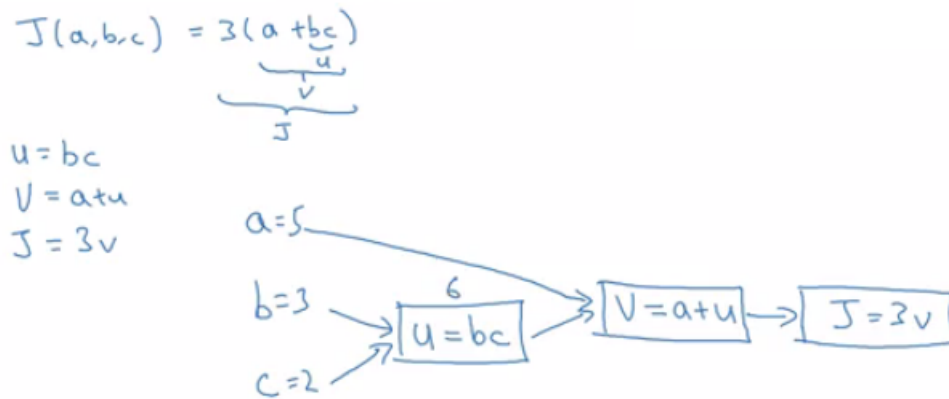 J(a,b,c) = 3(a+bc)
u
v
J
u = bc
V = a+u
J = 3v
a=5
b=3
6
u = bc
V = a+u
J = 3v
c=2